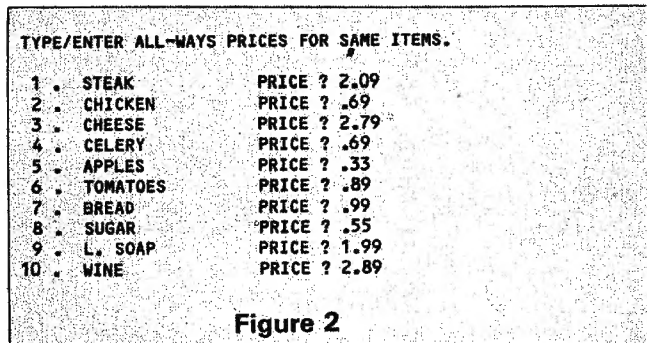 TYPE/ENTER ALL-WAYS PRICES FOR SAME ITEMS.
1 . STEAK PRICE ? 2.09
2 . CHICKEN PRICE ? .69
3 . CHEESE PRICE ? 2.79
4 . CELERY PRICE ? .69
5 . APPLES PRICE ? .33
6 . TOMATOES PRICE ? .89
7 . BREAD PRICE ? .99
8 . SUGAR PRICE ? .55
9 . L. SOAP PRICE ? 1.99
10 . WINE PRICE ? 2.89
Figure 2